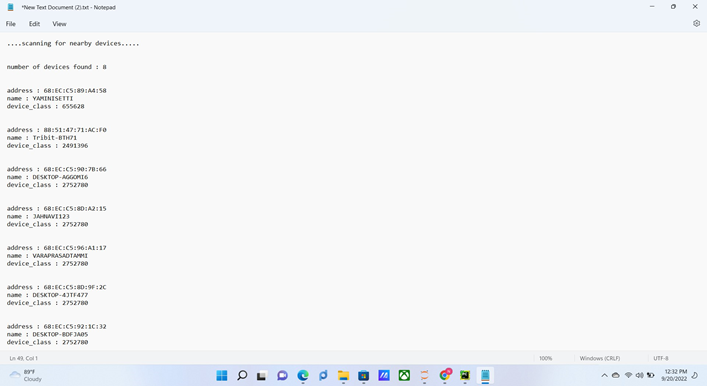 *New Text Document (2).txt - Notepad
File Edit View
....scanning for nearby devices.....
number of devices found : 8
address : 68:EC:C5:89:A4:58
name : YAMINISETTI
device_class : 655628
address : 88:51:47:71:AC:F0
name : Tribit-BTH71
device_class : 2491396
address : 68:EC:C5:90:7B:66
name : DESKTOP-AGGOMI6
device_class : 2752780
address : 68:EC:C5:8D:A2:15
name : JAHNAVI123
device_class : 2752780
address : 68:EC:C5:96:A1:17
name : VARAPRASADTAMMI
device_class : 2752780
address : 68:EC:C5:8D:9F:2C
name : DESKTOP-4JTF477
device_class : 2752780
address : 68:EC:C5:92:1C:32
name : DESKTOP-BDFJA05
device_class : 2752780
Ln 49, Col 1 100% Windows (CRLF) UTF-8
89°F
Cloudy
12:32 PM
9/20/2022